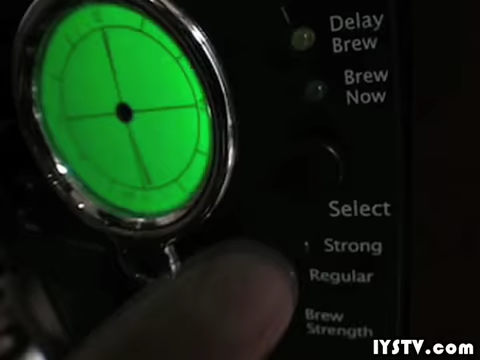 Delay
Brew
Brew
Now
Select
Strong
Regular
Brew
Strength
IYSTV.com